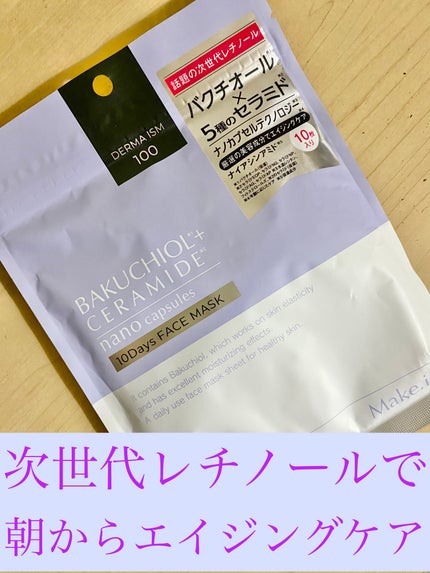 話題の次世代レチノール
バクチオール
×
5種のセラミド
ナノカプセルテクノロジー
厳選の美容成分でエイジングケア
ナイアシンアミド
10枚
入り
DERMA ISM
100
BAKUCHIOL+
CERAMIDE
nano capsules
10Days FACE MASK
It contains Bakuchiol, which works on skin elasticity
and has excellent moisturizing effects.
A daily use face mask sheet for healthy skin.
Make.i
次世代レチノールで
朝からエイジングケア